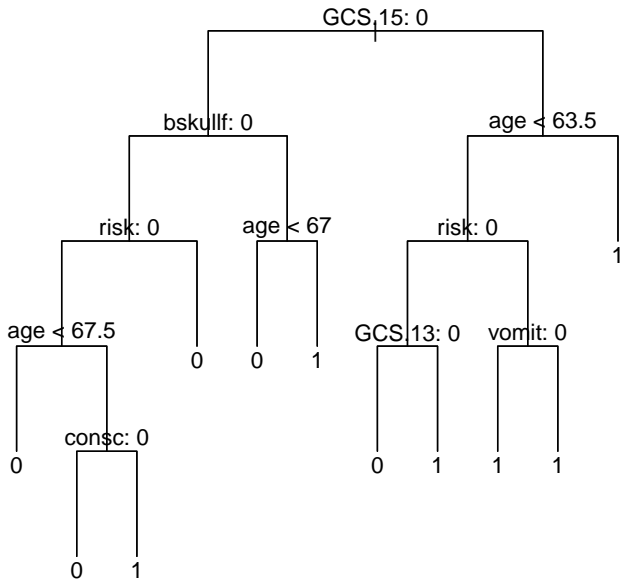 GCS.15: 0
bskullf: 0
age < 63.5
risk: 0
age < 67
risk: 0
1
age < 67.5
0
0
1
GCS.13: 0
vomit: 0
0
consc: 0
0
1
1
1
0
1